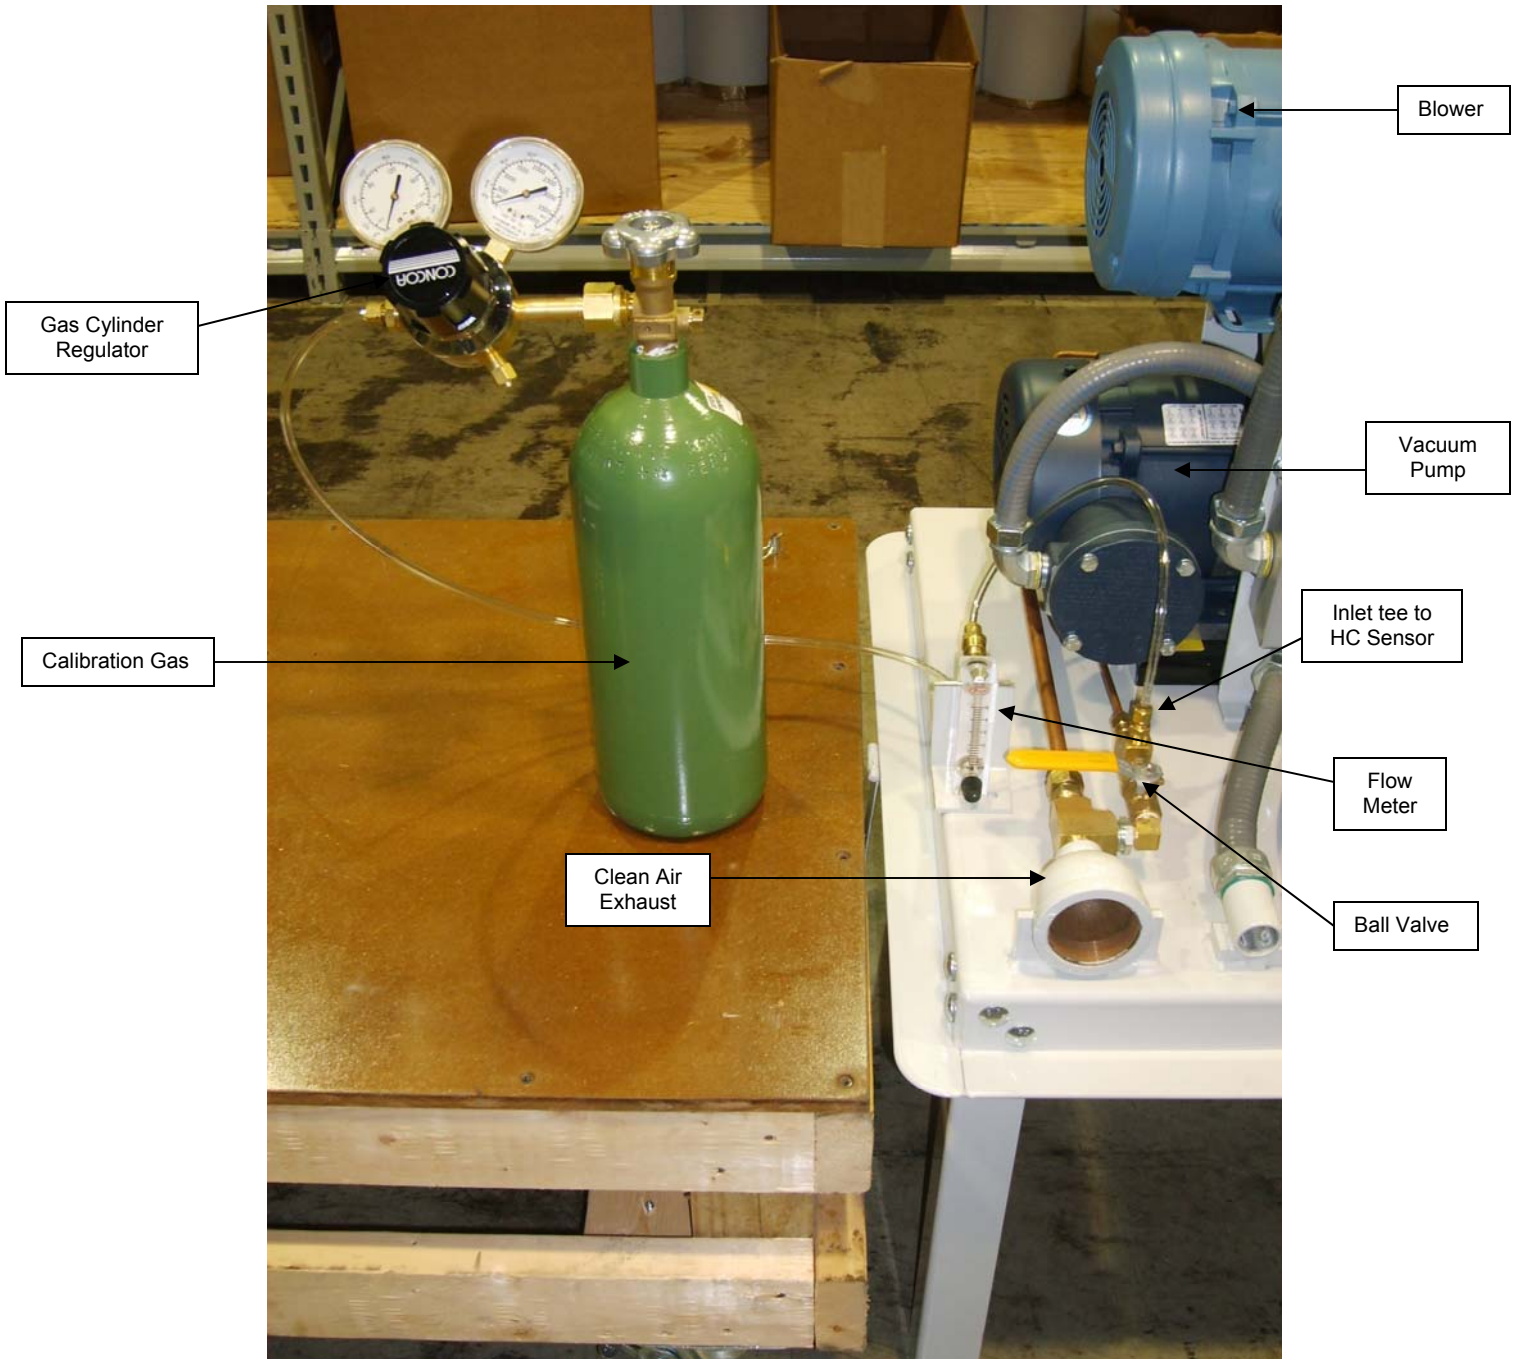 Blower
Gas Cylinder
Regulator
CONCOA
Vacuum
Pump
Inlet tee to
HC Sensor
Calibration Gas
Flow
Meter
Clean Air
Exhaust
Ball Valve